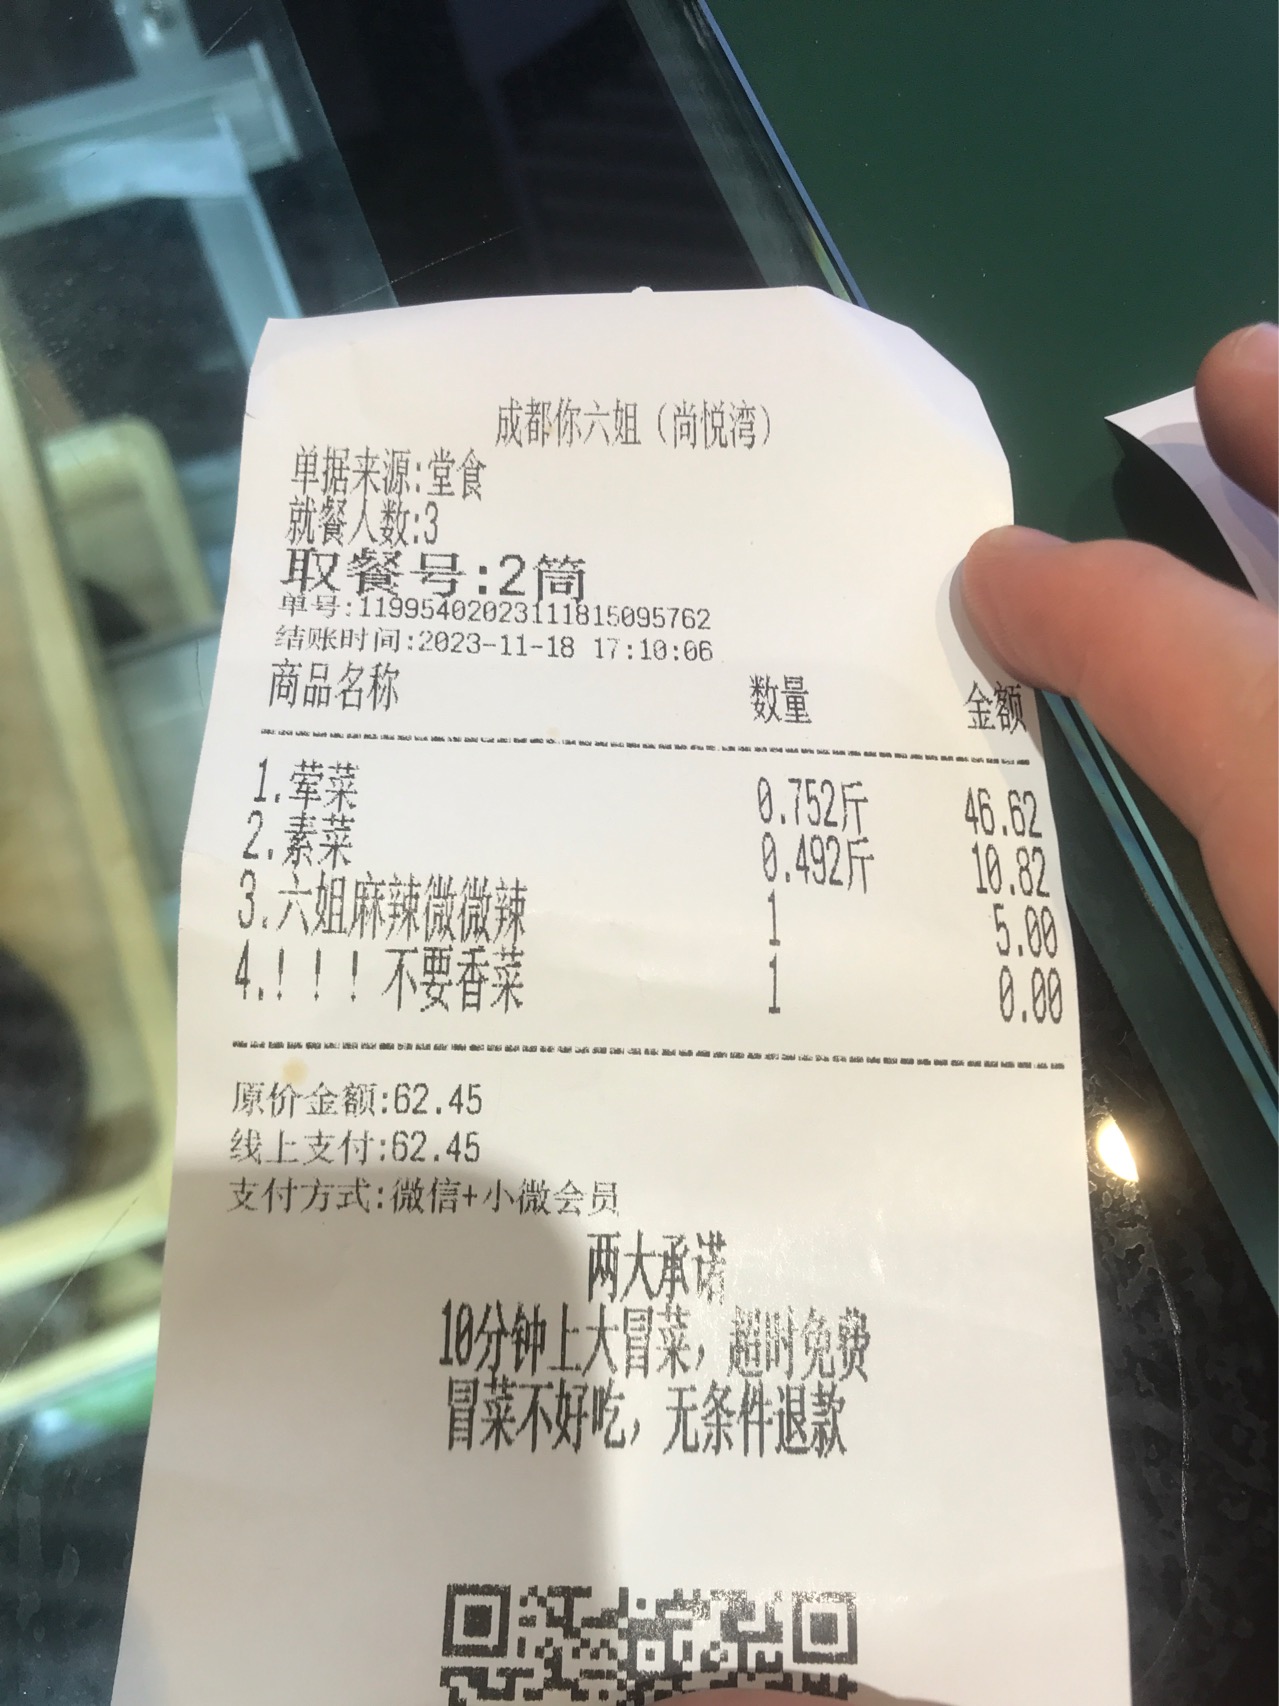 成都你六姐（尚悦湾）
单据来源:堂食
就餐人数:3
取餐号:2筒
单号:11995402023111815095762
结账时间:2023-11-18 17:10:06
商品名称 数量 金额
1.荤菜 0.752斤 46.62
2.素菜 0.492斤 10.82
3.六姐麻辣微微辣 1 5.00
4.！！！不要香菜 1 0.00
原价金额:62.45
线上支付:62.45
支付方式:微信+小微会员
两大承诺
10分钟上大冒菜，超时免费
冒菜不好吃，无条件退款